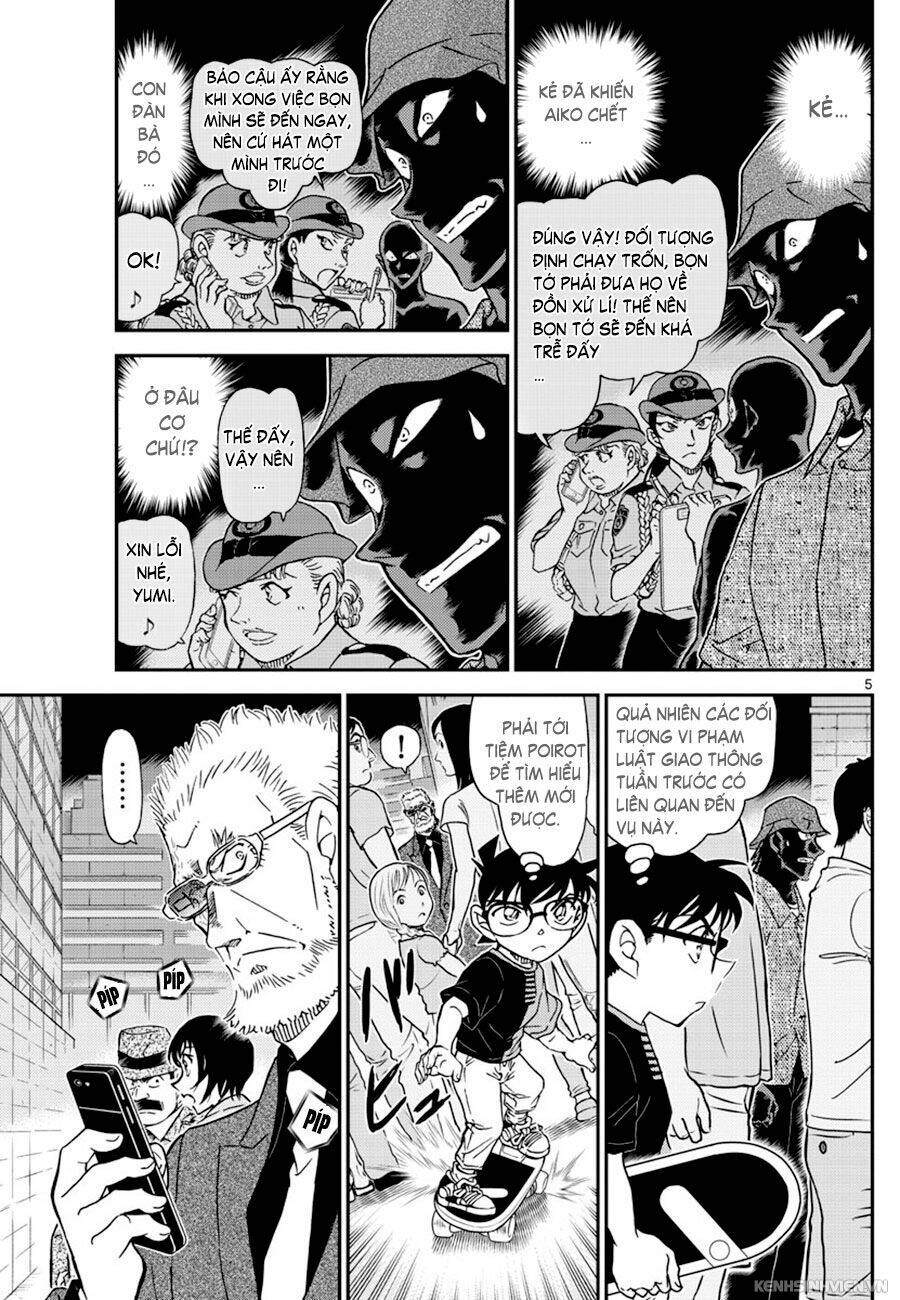 KẺ...
KẺ ĐÃ KHIẾN
AIKO CHẾT
...
ĐÚNG VẬY! ĐỐI TƯỢNG
ĐỊNH CHẠY TRỐN, BỌN
TỚ PHẢI ĐƯA HỌ VỀ
ĐỒN XỬ LÍ! THẾ NÊN
BỌN TỚ SẼ ĐẾN KHÁ
TRỄ ĐẤY
...
BẢO CẬU ẤY RẰNG
KHI XONG VIỆC BỌN
MÌNH SẼ ĐẾN NGAY,
NÊN CỨ HÁT MỘT
MÌNH TRƯỚC
ĐI!
CON
ĐÀN
BÀ
ĐÓ
...
OK!
♪
THẾ ĐẤY,
VẬY NÊN
...
Ở ĐÂU
CƠ
CHỨ!?
XIN LỖI
NHÉ,
YUMI.
♪
5
QUẢ NHIÊN CÁC ĐỐI
TƯỢNG VI PHẠM
LUẬT GIAO THÔNG
TUẦN TRƯỚC CÓ
LIÊN QUAN ĐẾN
VỤ NÀY.
PHẢI TỚI
TIỆM POIROT
ĐỂ TÌM HIỂU
THÊM MỚI
ĐƯỢC.
!
ビュ
......
PÍP
PÍP
PÍP
KENHSINHVIEN.VN